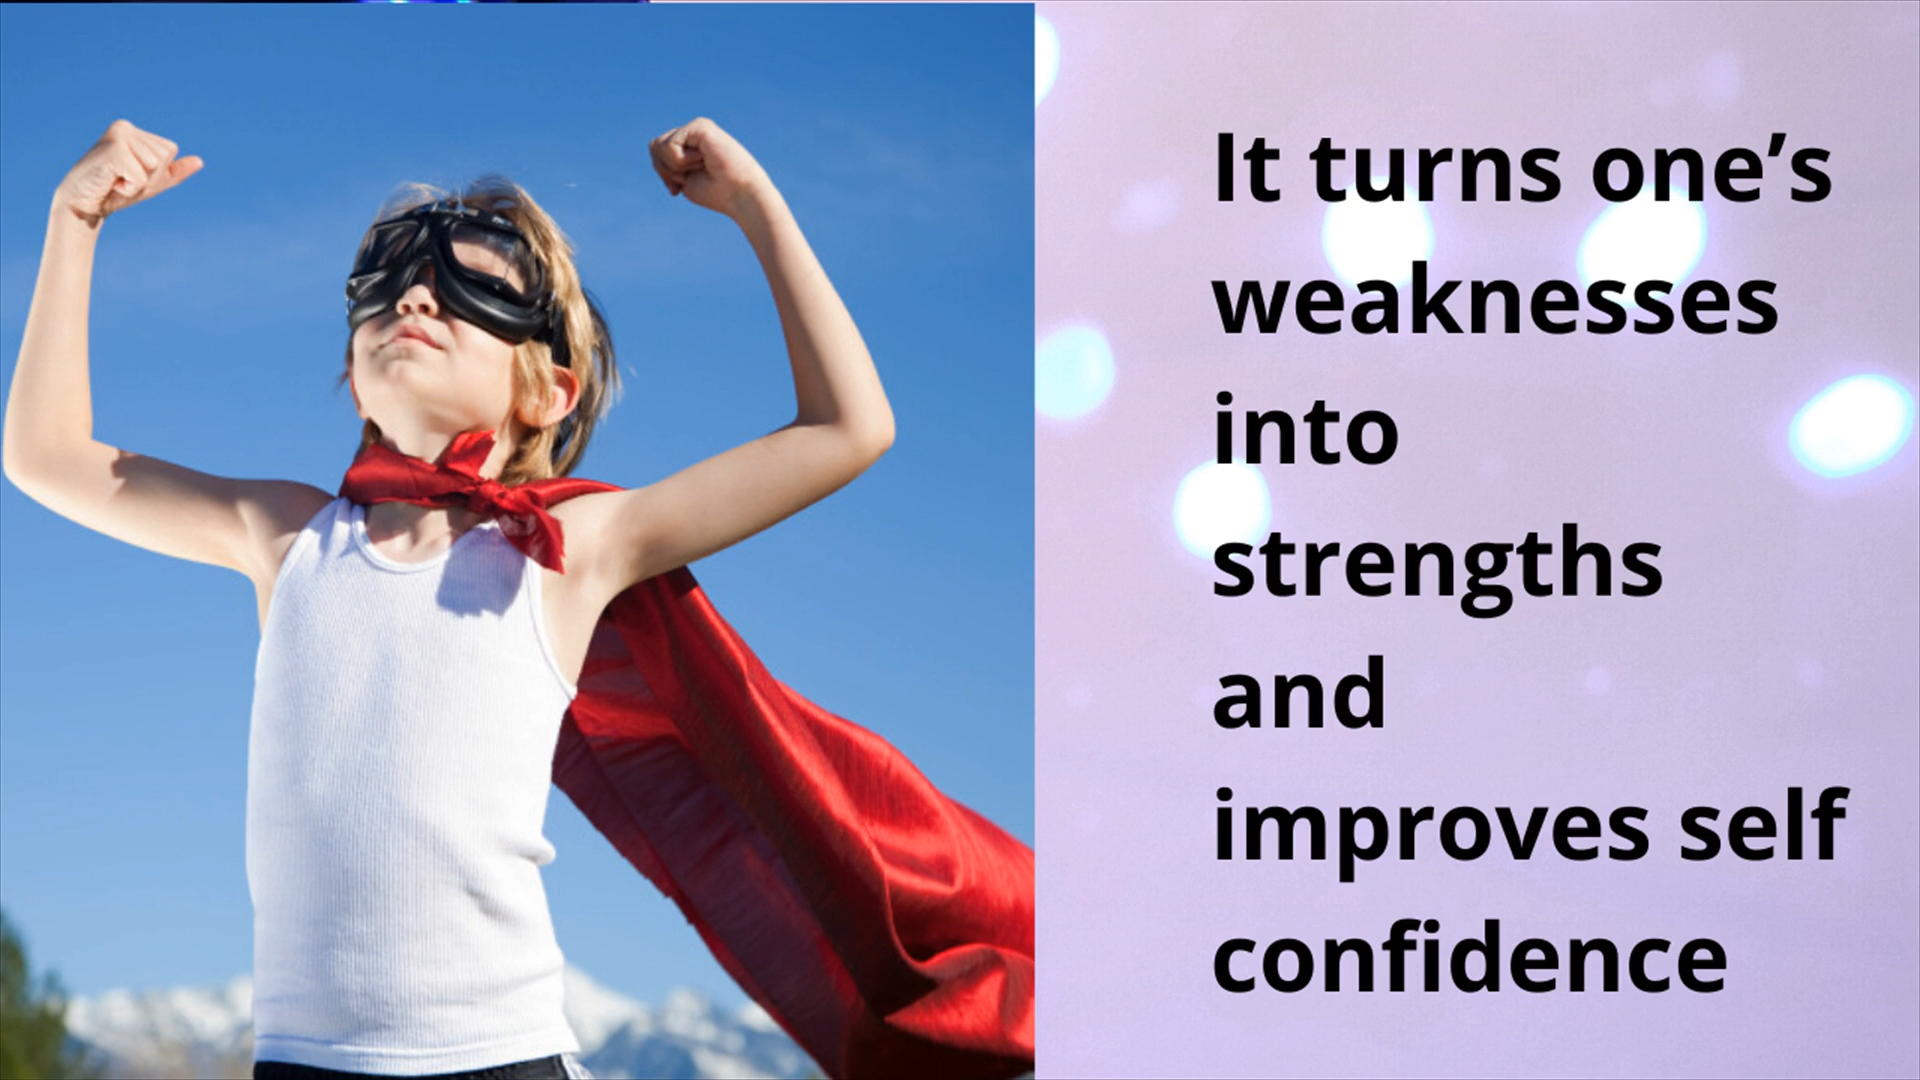 It turns one’s
weaknesses
into
strengths
and
improves self
confidence